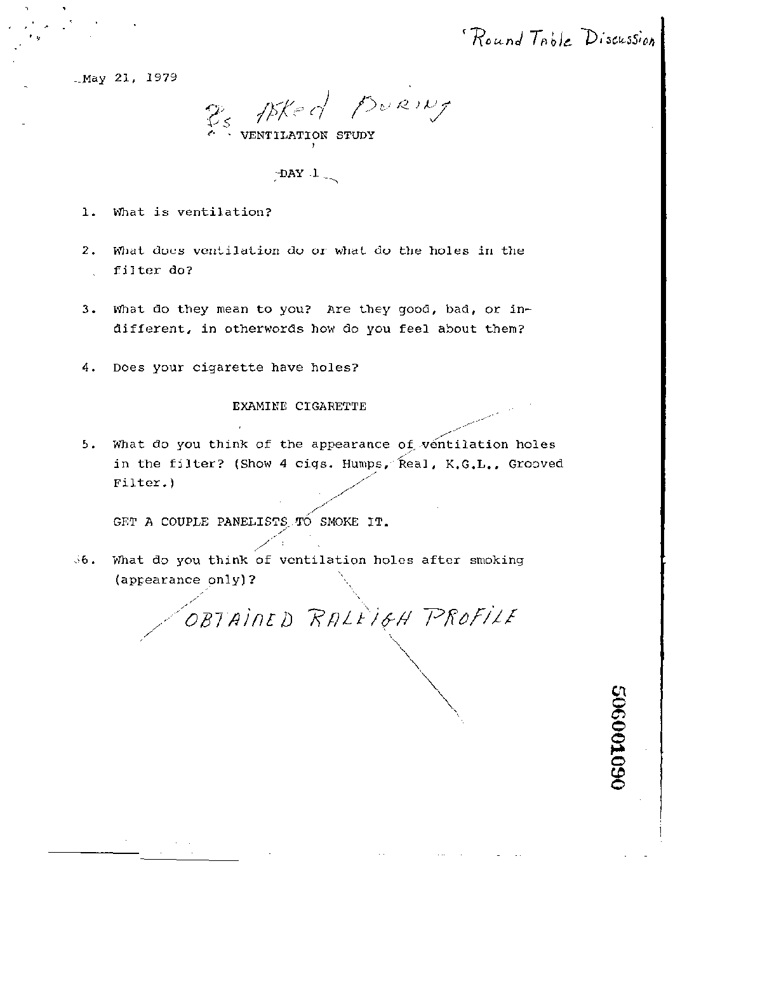 'Round Table Discussion
May 21, 1979
?s Asked During
VENTILATION STUDY
DAY 1
1. What is ventilation?
2. What does ventilation do or what do the holes in the
filter do?
3. What do they mean to you? Are they good, bad, or in-
different, in otherwords how do you feel about them?
4. Does your cigarette have holes?
EXAMINE CIGARETTE
5. What do you think of the appearance of ventilation holes
in the filter? (Show 4 cigs. Humps, Real, K.G.L., Grooved
Filter.)
GET A COUPLE PANELISTS TO SMOKE IT.
6. What do you think of ventilation holes after smoking
(appearance only)?
OBTAINED RALEIGH PROFILE
506001090